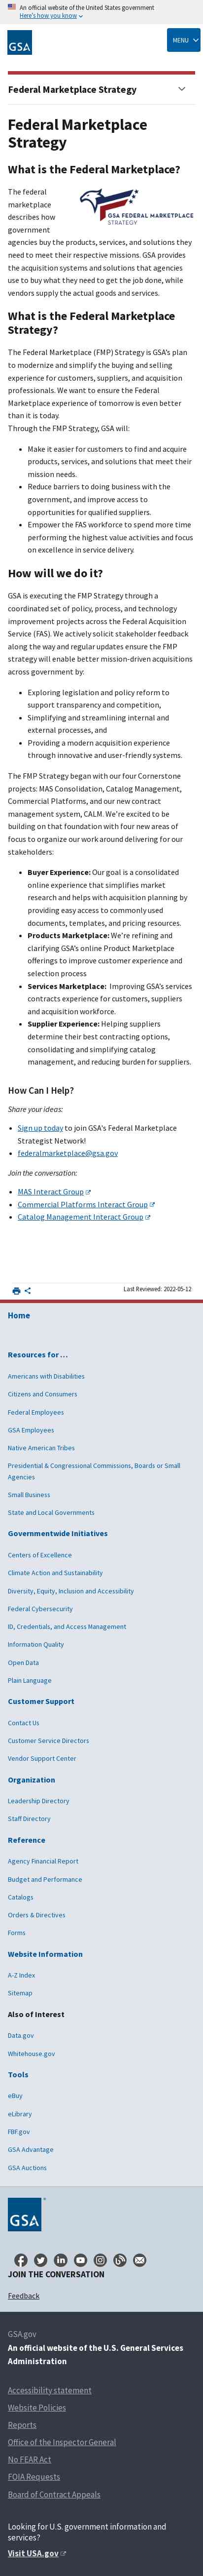 An official website of the United States government
Here's how you know
GSA
MENU
Federal Marketplace Strategy
Federal Marketplace
Strategy
What is the Federal Marketplace?
GSA FEDERAL MARKETPLACE
STRATEGY
The federal
marketplace
describes how
government
agencies buy the products, services, and solutions they
need to meet their respective missions. GSA provides
the acquisition systems and solutions that agencies
use to buy what they need to get the job done, while
vendors supply the actual goods and services.
What is the Federal Marketplace
Strategy?
The Federal Marketplace (FMP) Strategy is GSA's plan
to modernize and simplify the buying and selling
experience for customers, suppliers, and acquisition
professionals. We want to ensure the Federal
Marketplace experience of tomorrow is even better
than it is today.
Through the FMP Strategy, GSA will:
Make it easier for customers to find and acquire
products, services, and solutions that meet their
mission needs.
Reduce barriers to doing business with the
government, and improve access to
opportunities for qualified suppliers.
Empower the FAS workforce to spend more time
supporting customers and less time on
administrative service delivery.
How will we do it?
GSA is executing the FMP Strategy through a
coordinated set of policy, process, and technology
improvement projects across the Federal Acquisition
Service (FAS). We actively solicit stakeholder feedback
along the way and regular updates will ensure the FMP
strategy will enable better mission-driven acquisitions
across government by:
Exploring legislation and policy reform to
support transparency and competition,
Simplifying and streamlining internal and
external processes, and
Providing a modern acquisition experience
through innovative and user-friendly systems.
The FMP Strategy began with our four Cornerstone
projects: MAS Consolidation, Catalog Management,
Commercial Platforms, and our new contract
management system, CALM. We're excited to be
building on that foundation with four new areas of
focus to organize our work around delivering for our
stakeholders:
Buyer Experience: Our goal is a consolidated
online experience that simplifies market
research and helps with acquisition planning by
providing easy access to commonly used
documents, templates, and pricing resources.
Products Marketplace: We're refining and
clarifying GSA's online Product Marketplace
offerings to improve customer experience and
selection process
Services Marketplace: Improving GSA's services
contracts experience for customers, suppliers
and acquisition workforce.
Supplier Experience: Helping suppliers
determine their best contracting options,
consolidating and simplifying catalog
management, and reducing burden to suppliers.
How Can I Help?
Share your ideas:
Sign up today to join GSA's Federal Marketplace
Strategist Network!
federalmarketplace@gsa.gov
Join the conversation:
MAS Interact Group
Commercial Platforms Interact Group
Catalog Management Interact Group
Last Reviewed: 2022-05-12
Home
Resources for …
Americans with Disabilities
Citizens and Consumers
Federal Employees
GSA Employees
Native American Tribes
Presidential & Congressional Commissions, Boards or Small
Agencies
Small Business
State and Local Governments
Governmentwide Initiatives
Centers of Excellence
Climate Action and Sustainability
Diversity, Equity, Inclusion and Accessibility
Federal Cybersecurity
ID, Credentials, and Access Management
Information Quality
Open Data
Plain Language
Customer Support
Contact Us
Customer Service Directors
Vendor Support Center
Organization
Leadership Directory
Staff Directory
Reference
Agency Financial Report
Budget and Performance
Catalogs
Orders & Directives
Forms
Website Information
A-Z Index
Sitemap
Also of Interest
Data.gov
Whitehouse.gov
Tools
eBuy
eLibrary
FBF.gov
GSA Advantage
GSA Auctions
GSA
JOIN THE CONVERSATION
Feedback
GSA.gov
An official website of the U.S. General Services
Administration
Accessibility statement
Website Policies
Reports
Office of the Inspector General
No FEAR Act
FOIA Requests
Board of Contract Appeals
Looking for U.S. government information and
services?
Visit USA.gov